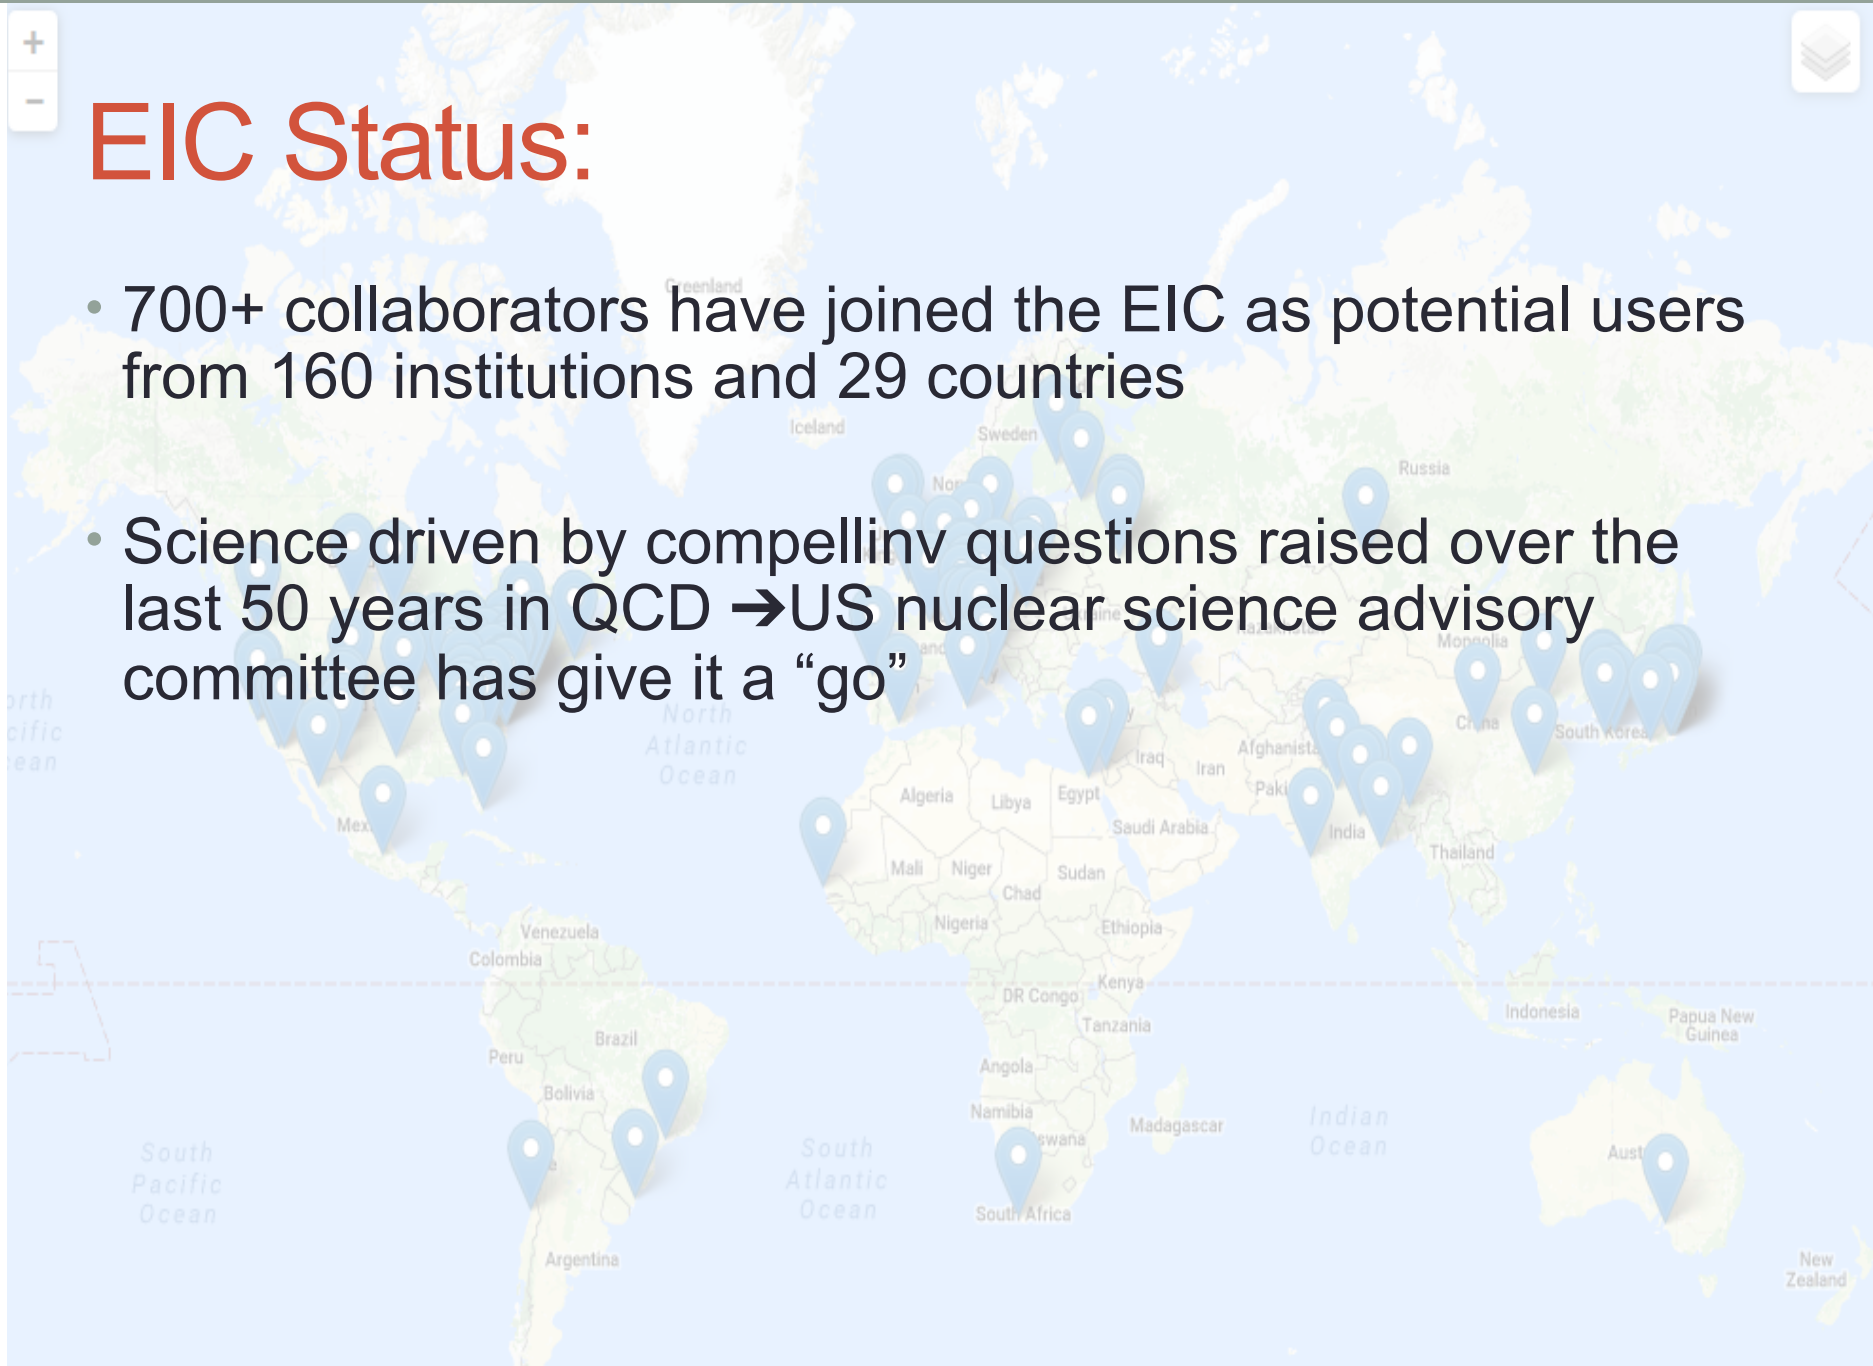 +
−
EIC Status:
• 700+ collaborators have joined the EIC as potential users
from 160 institutions and 29 countries
• Science driven by compellinv questions raised over the
last 50 years in QCD ➔US nuclear science advisory
committee has give it a “go”
Greenland
Iceland
Sweden
Russia
Mongolia
North
Atlantic
Ocean
China
South Korea
Iraq
Iran
Algeria
Libya
Egypt
Saudi Arabia
India
Thailand
Mali
Niger
Chad
Sudan
Nigeria
Ethiopia
Venezuela
Colombia
DR Congo
Kenya
Tanzania
Indonesia
Papua New
Guinea
Brazil
Peru
Bolivia
Angola
Namibia
Madagascar
Indian
Ocean
South
Pacific
Ocean
South
Atlantic
Ocean
South Africa
Argentina
New
Zealand